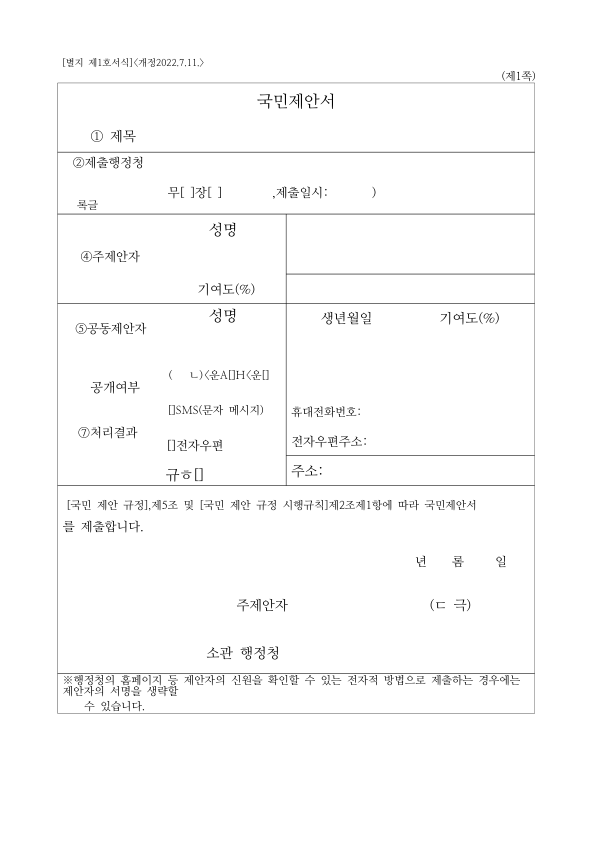 [별지 제1호서식]<개정2022.7.11.>
(제1쪽)
국민제안서
① 제목
②제출행정청
무[ ]장[ ] ,제출일시: )
록글
성명
④주제안자
기여도(%)
성명 생년월일 기여도(%)
⑤공동제안자
( ㄴ)<운A[]H<운[]
공개여부
[]SMS(문자 메시지) 휴대전화번호:
⑦처리결과
[]전자우편 전자우편주소:
규ㅎ[] 주소:
[국민 제안 규정],제5조 및 [국민 제안 규정 시행규칙]제2조제1항에 따라 국민제안서
를 제출합니다.
년 롬 일
주제안자 (ㄷ 극)
소관 행정청
※행정청의 홈페이지 등 제안자의 신원을 확인할 수 있는 전자적 방법으로 제출하는 경우에는
제안자의 서명을 생략할
수 있습니다.